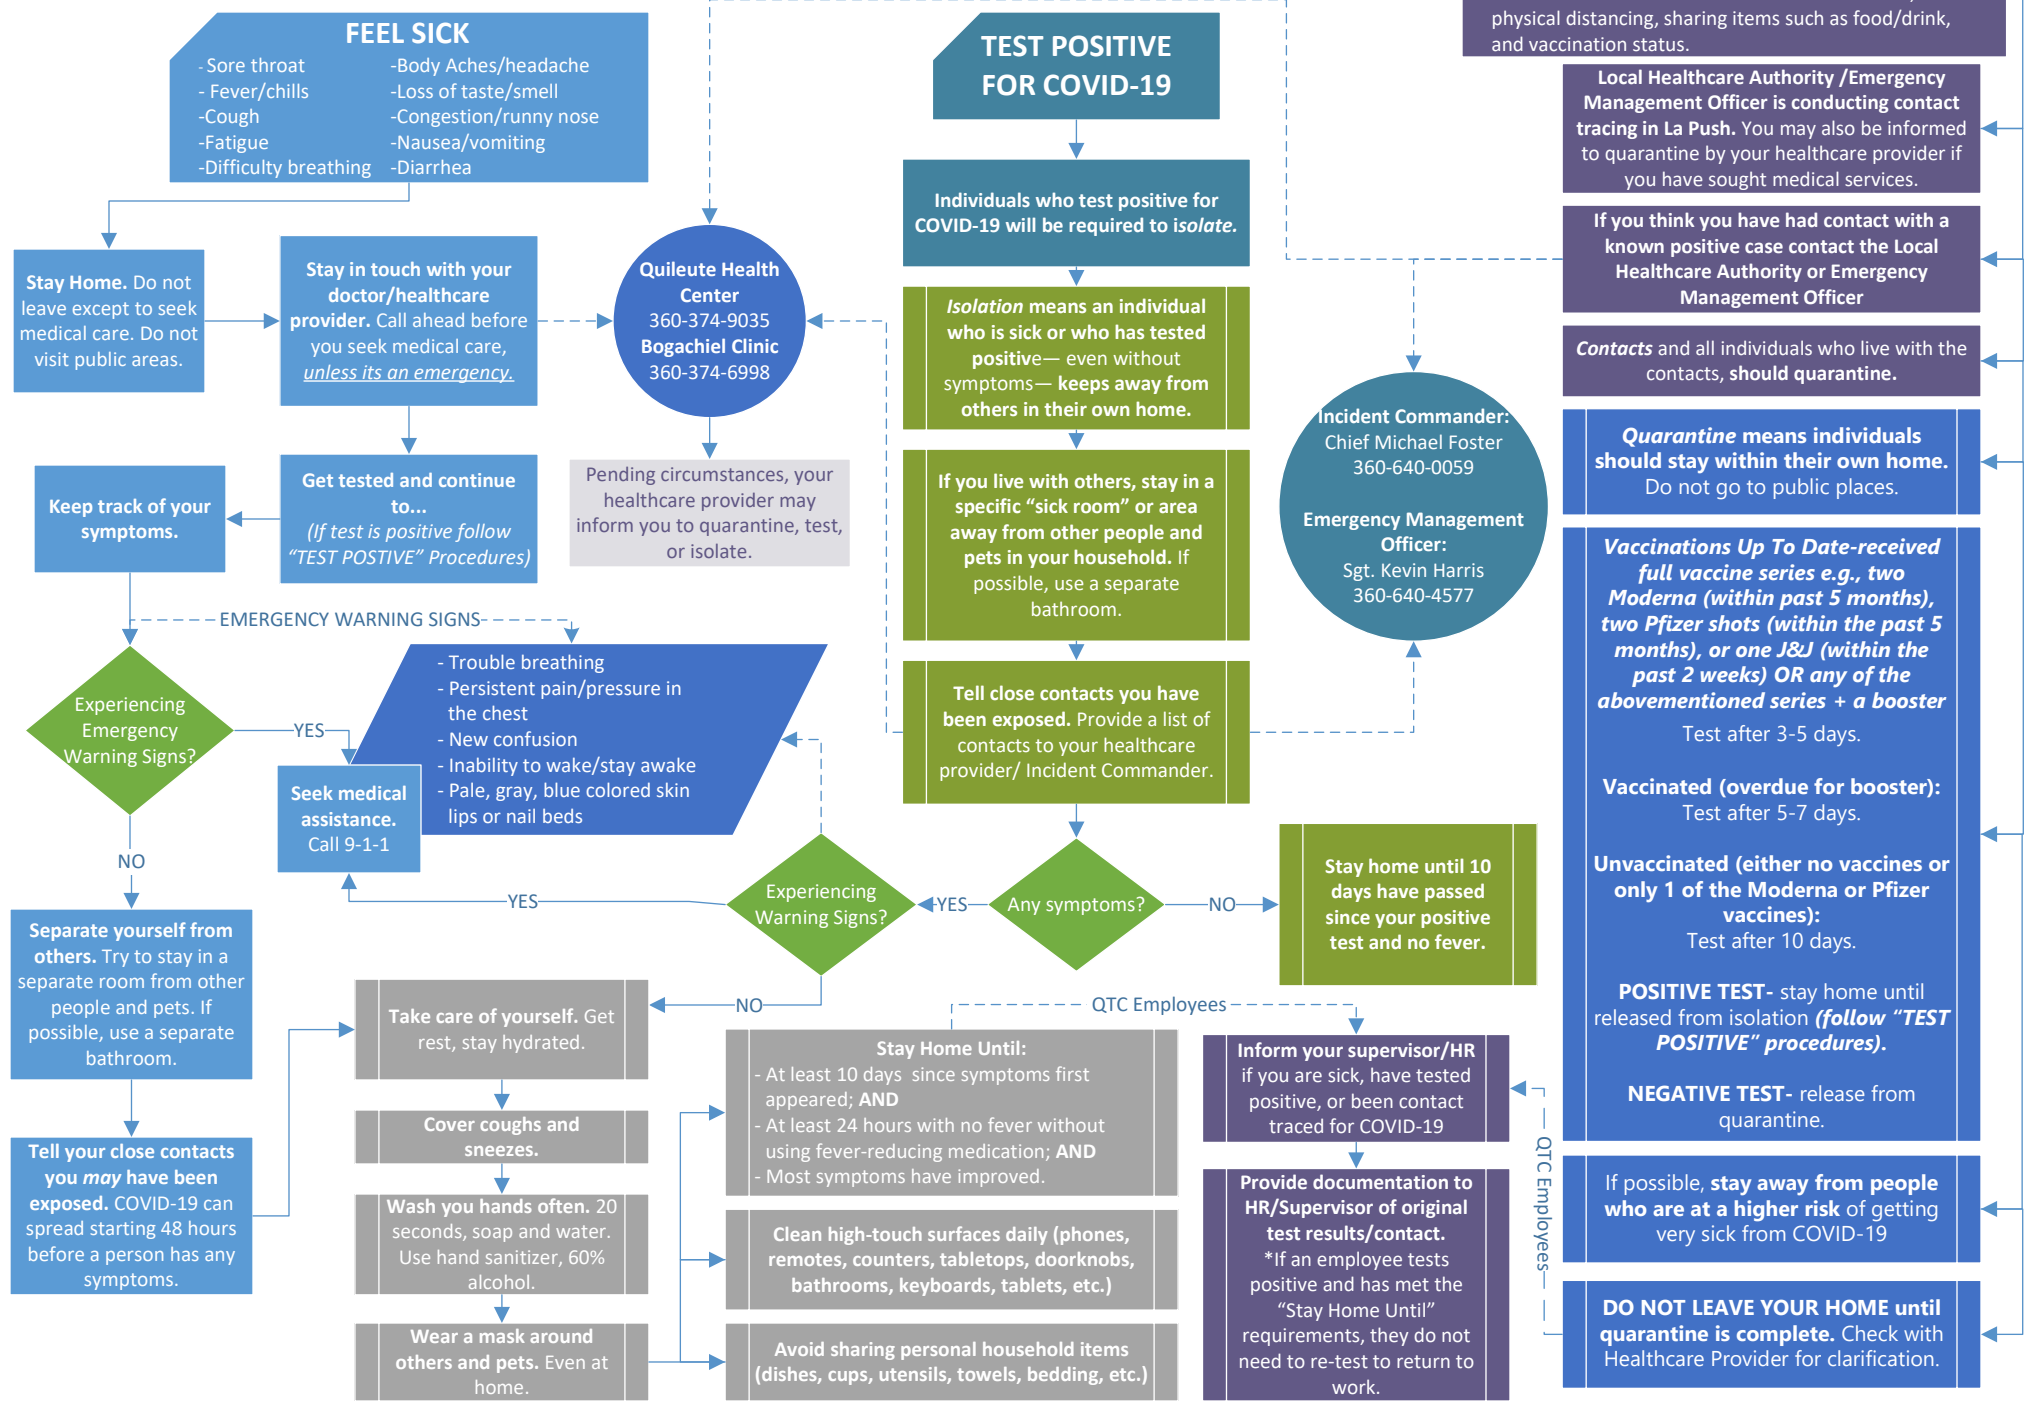 FEEL SICK
- Sore throat
- Fever/chills
-Cough
-Fatigue
-Difficulty breathing
-Body Aches/headache
-Loss of taste/smell
-Congestion/runny nose
-Nausea/vomiting
-Diarrhea
Stay Home. Do not
leave except to seek
medical care. Do not
visit public areas.
Stay in touch with your
doctor/healthcare
provider. Call ahead before
you seek medical care,
unless its an emergency.
Quileute Health
Center
360-374-9035
Bogachiel Clinic
360-374-6998
Pending circumstances, your
healthcare provider may
inform you to quarantine, test,
or isolate.
Get tested and continue
to...
(If test is positive follow
“TEST POSTIVE” Procedures)
Keep track of your
symptoms.
EMERGENCY WARNING SIGNS
- Trouble breathing
- Persistent pain/pressure in
the chest
- New confusion
- Inability to wake/stay awake
- Pale, gray, blue colored skin
lips or nail beds
Experiencing
Emergency
Warning Signs?
YES
Seek medical
assistance.
Call 9-1-1
NO
Separate yourself from
others. Try to stay in a
separate room from other
people and pets. If
possible, use a separate
bathroom.
Tell your close contacts
you may have been
exposed. COVID-19 can
spread starting 48 hours
before a person has any
symptoms.
TEST POSITIVE
FOR COVID-19
Individuals who test positive for
COVID-19 will be required to isolate.
Isolation means an individual
who is sick or who has tested
positive— even without
symptoms— keeps away from
others in their own home.
If you live with others, stay in a
specific “sick room” or area
away from other people and
pets in your household. If
possible, use a separate
bathroom.
Tell close contacts you have
been exposed. Provide a list of
contacts to your healthcare
provider/ Incident Commander.
Any symptoms?
NO
Stay home until 10
days have passed
since your positive
test and no fever.
YES
Experiencing
Warning Signs?
YES
NO
Take care of yourself. Get
rest, stay hydrated.
Cover coughs and
sneezes.
Wash you hands often. 20
seconds, soap and water.
Use hand sanitizer, 60%
alcohol.
Wear a mask around
others and pets. Even at
home.
Stay Home Until:
- At least 10 days since symptoms first
appeared; AND
- At least 24 hours with no fever without
using fever-reducing medication; AND
- Most symptoms have improved.
Clean high-touch surfaces daily (phones,
remotes, counters, tabletops, doorknobs,
bathrooms, keyboards, tablets, etc.)
Avoid sharing personal household items
(dishes, cups, utensils, towels, bedding, etc.)
QTC Employees
Inform your supervisor/HR
if you are sick, have tested
positive, or been contact
traced for COVID-19
Provide documentation to
HR/Supervisor of original
test results/contact.
*If an employee tests
positive and has met the
“Stay Home Until”
requirements, they do not
need to re-test to return to
work.
QTC Employees
Incident Commander:
Chief Michael Foster
360-640-0059
Emergency Management
Officer:
Sgt. Kevin Harris
360-640-4577
physical distancing, sharing items such as food/drink,
and vaccination status.
Local Healthcare Authority /Emergency
Management Officer is conducting contact
tracing in La Push. You may also be informed
to quarantine by your healthcare provider if
you have sought medical services.
If you think you have had contact with a
known positive case contact the Local
Healthcare Authority or Emergency
Management Officer
Contacts and all individuals who live with the
contacts, should quarantine.
Quarantine means individuals
should stay within their own home.
Do not go to public places.
Vaccinations Up To Date-received
full vaccine series e.g., two
Moderna (within past 5 months),
two Pfizer shots (within the past 5
months), or one J&J (within the
past 2 weeks) OR any of the
abovementioned series + a booster
Test after 3-5 days.
Vaccinated (overdue for booster):
Test after 5-7 days.
Unvaccinated (either no vaccines or
only 1 of the Moderna or Pfizer
vaccines):
Test after 10 days.
POSITIVE TEST- stay home until
released from isolation (follow “TEST
POSITIVE” procedures).
NEGATIVE TEST- release from
quarantine.
If possible, stay away from people
who are at a higher risk of getting
very sick from COVID-19
DO NOT LEAVE YOUR HOME until
quarantine is complete. Check with
Healthcare Provider for clarification.